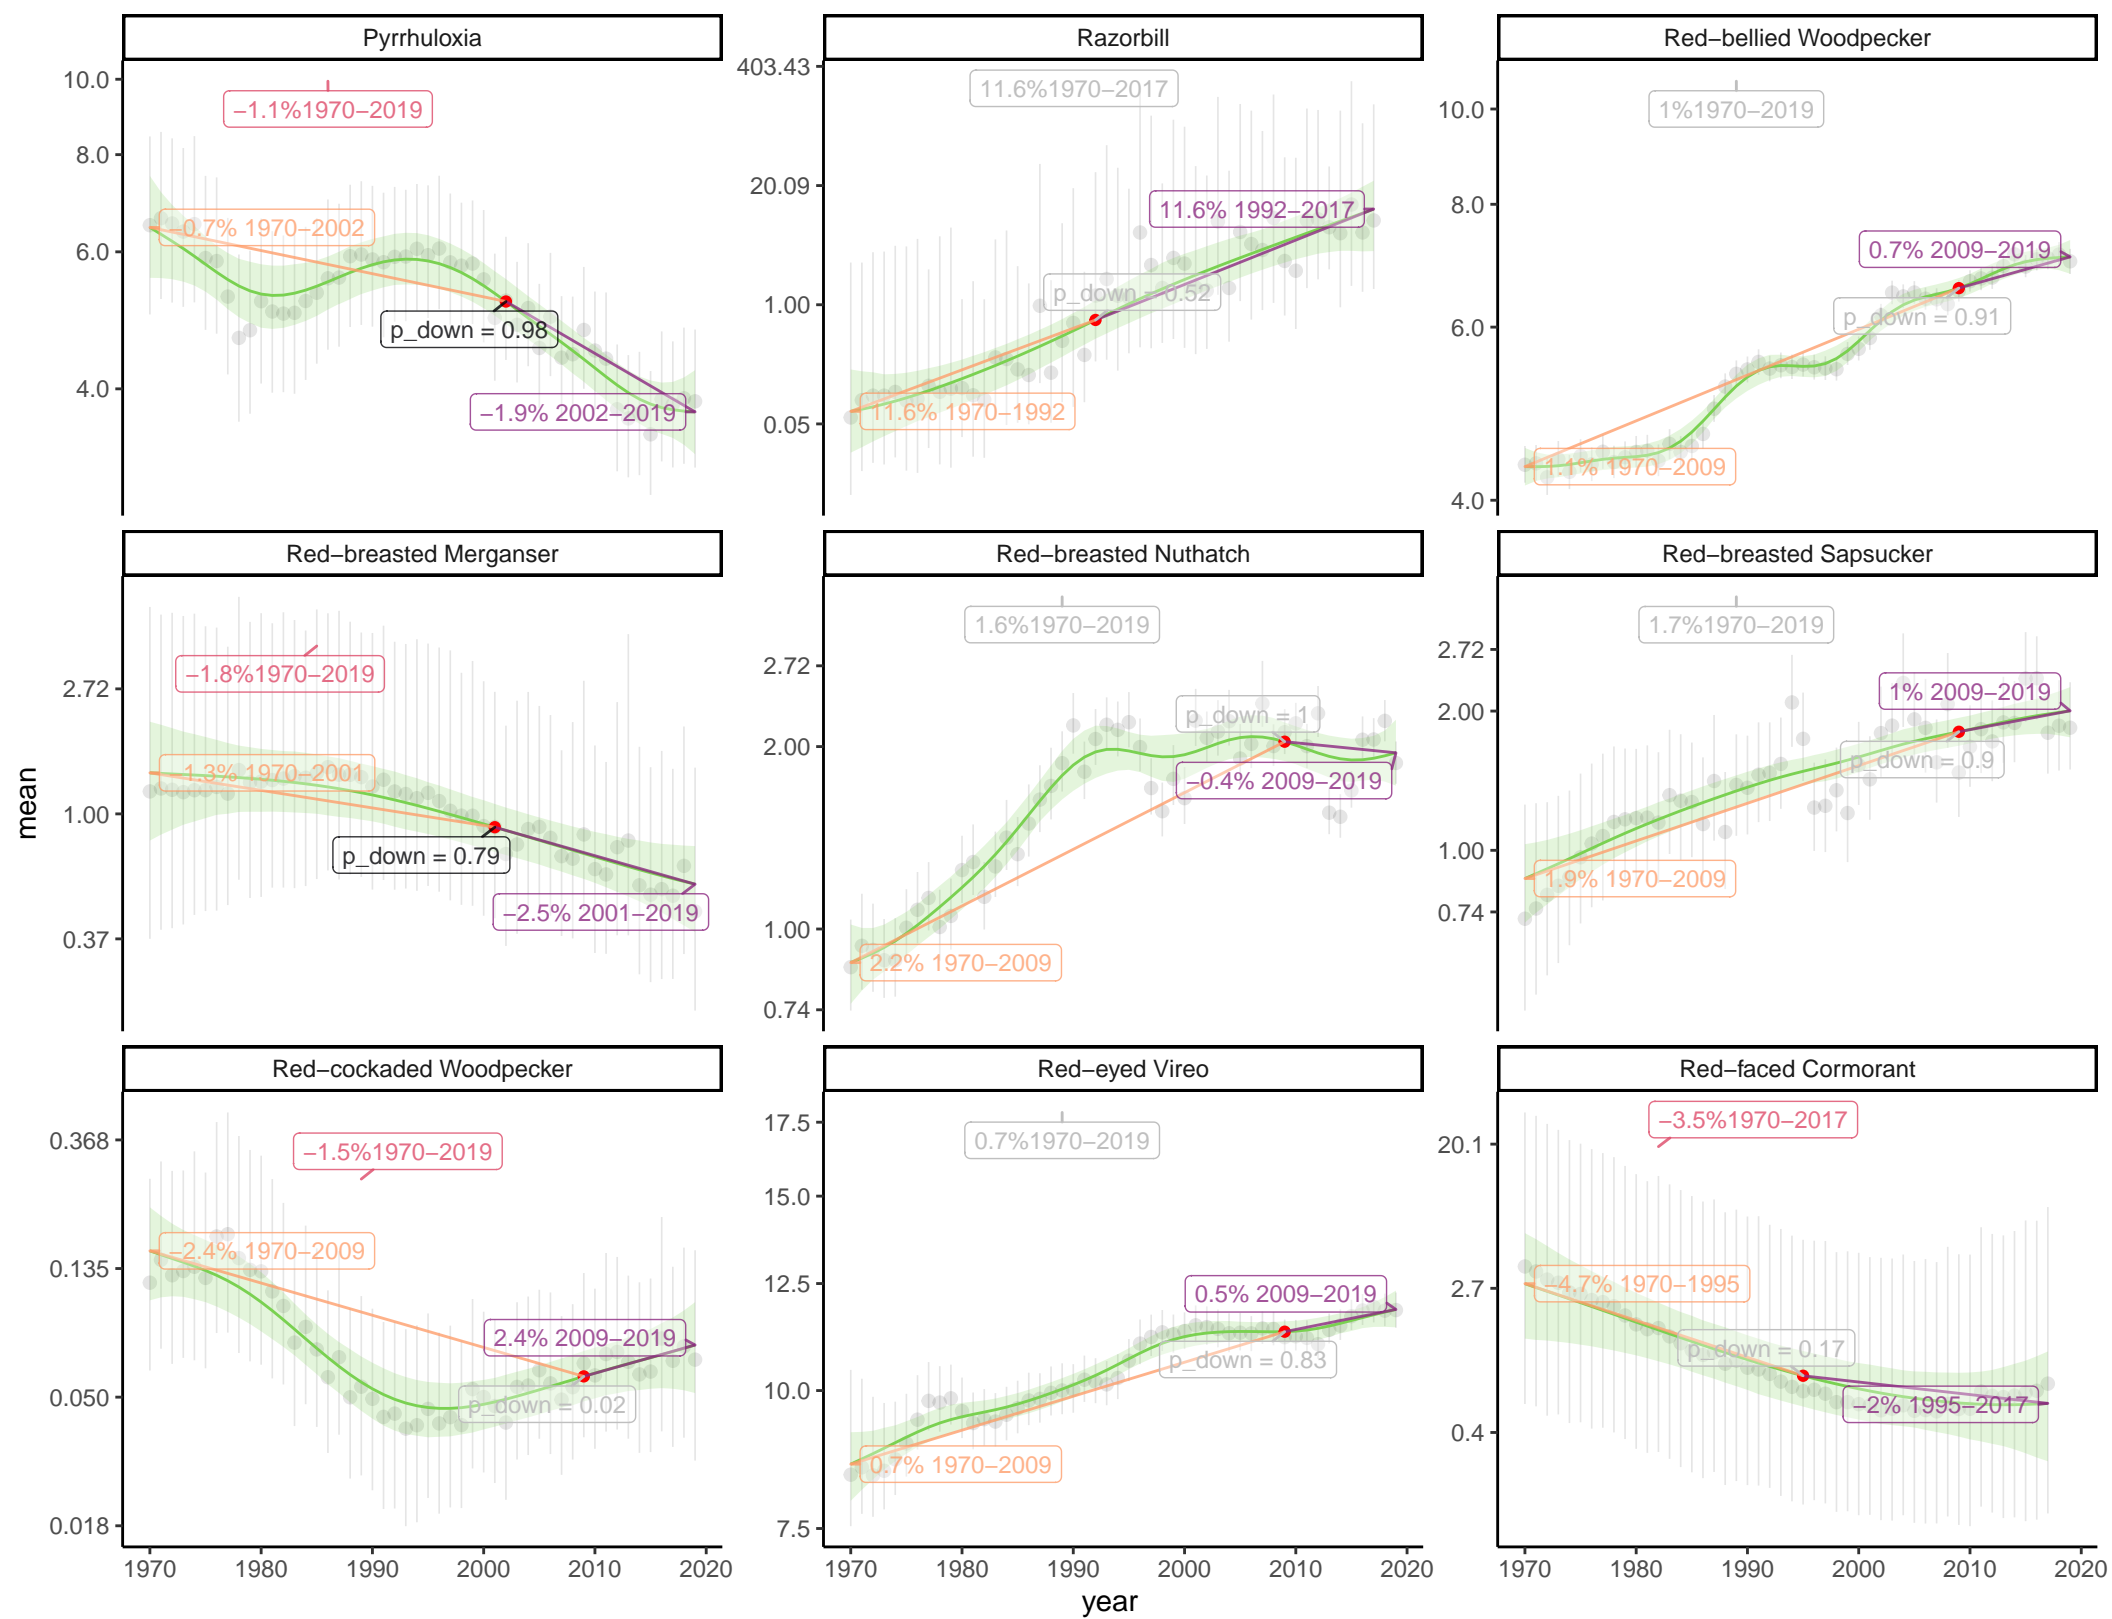 Pyrrhuloxia
10.0
8.0
6.0
4.0
−1.1%1970−2019
−0.7% 1970−2002
p_down = 0.98
−1.9% 2002−2019
Razorbill
403.43
20.09
1.00
0.05
11.6%1970−2017
11.6% 1992−2017
p_down = 0.52
11.6% 1970−1992
Red−bellied Woodpecker
10.0
8.0
6.0
4.0
1%1970−2019
0.7% 2009−2019
p_down = 0.91
1.1% 1970−2009
mean
Red−breasted Merganser
2.72
1.00
0.37
−1.8%1970−2019
−1.3% 1970−2001
p_down = 0.79
−2.5% 2001−2019
Red−breasted Nuthatch
2.72
2.00
1.00
0.74
1.6%1970−2019
p_down = 1
−0.4% 2009−2019
2.2% 1970−2009
Red−breasted Sapsucker
2.72
2.00
1.00
0.74
1.7%1970−2019
1% 2009−2019
p_down = 0.9
1.9% 1970−2009
Red−cockaded Woodpecker
0.368
0.135
0.050
0.018
−1.5%1970−2019
−2.4% 1970−2009
2.4% 2009−2019
p_down = 0.02
1970 1980 1990 2000 2010 2020
Red−eyed Vireo
17.5
15.0
12.5
10.0
7.5
0.7%1970−2019
0.5% 2009−2019
p_down = 0.83
0.7% 1970−2009
1970 1980 1990 2000 2010 2020
Red−faced Cormorant
20.1
2.7
0.4
−3.5%1970−2017
−4.7% 1970−1995
p_down = 0.17
−2% 1995−2017
1970 1980 1990 2000 2010 2020
year